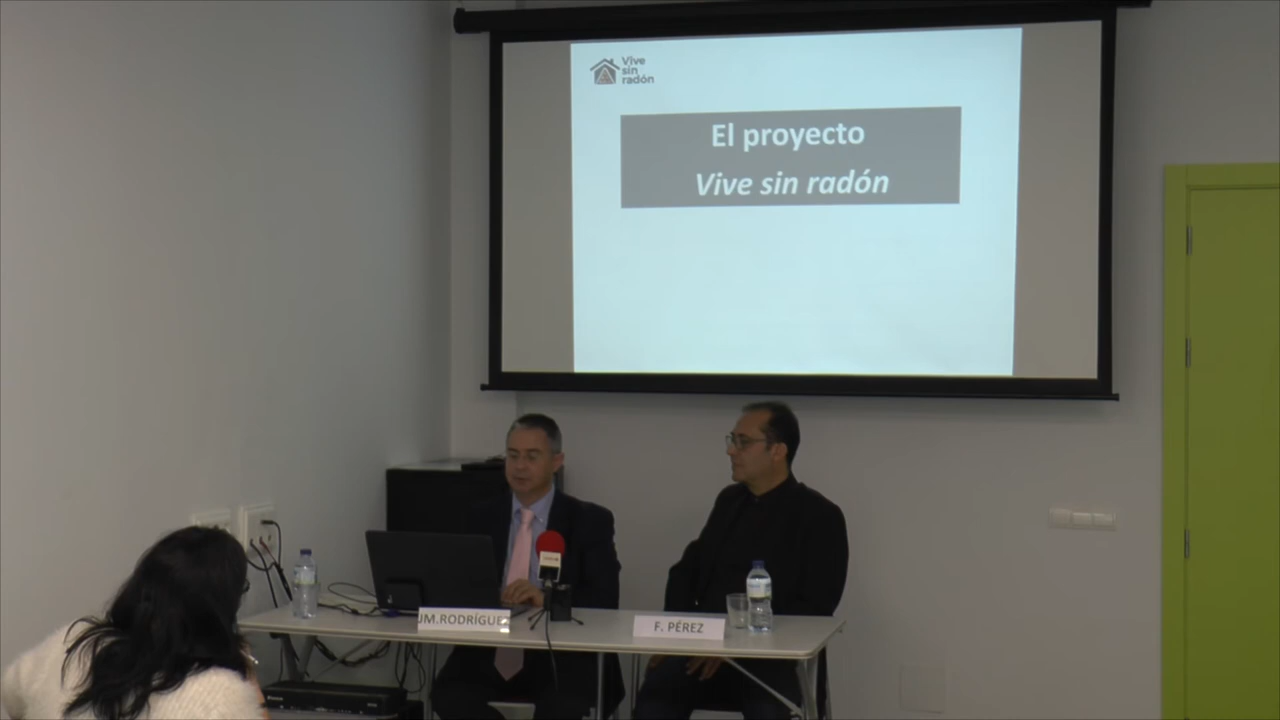 Vive
sin
radón
El proyecto
Vive sin radón
JM.RODRÍGUEZ
F. PÉREZ